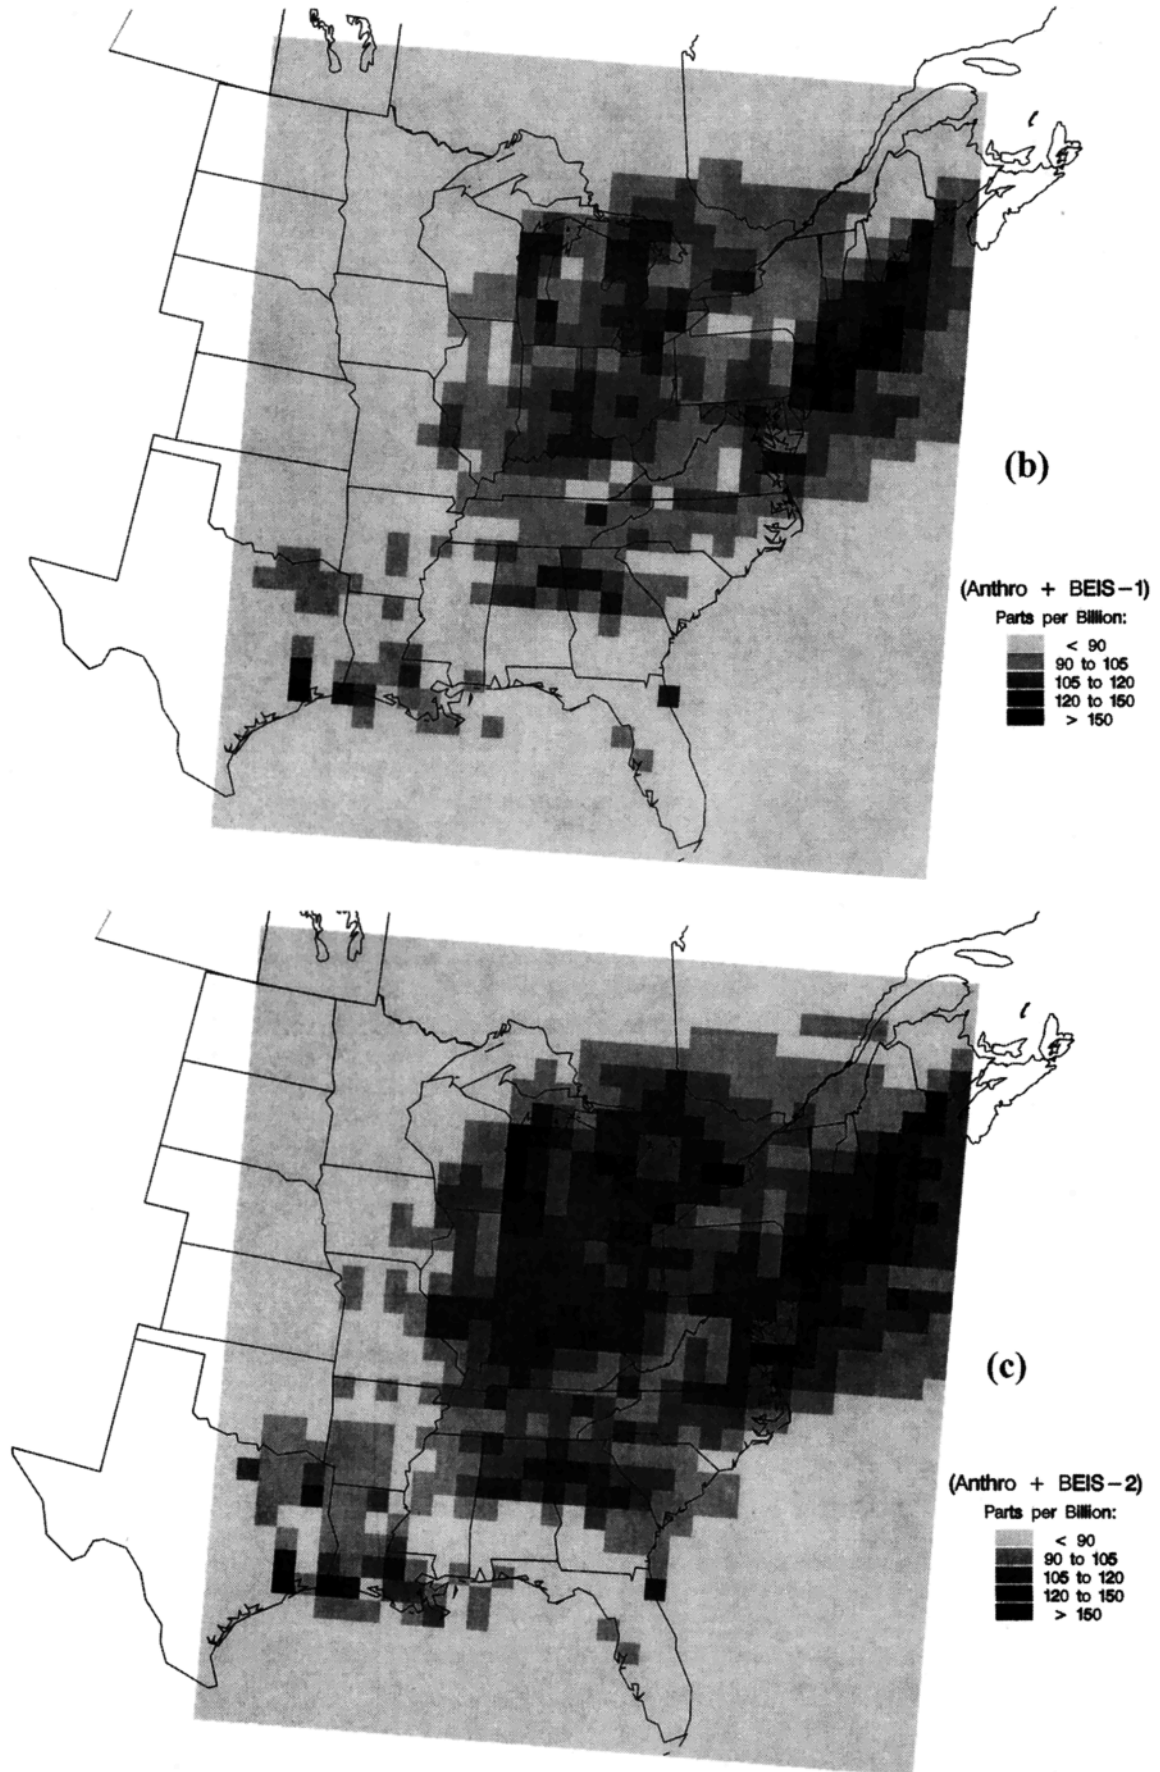 (b)
(Anthro + BEIS-1)
Parts per Billion:
< 90
90 to 105
105 to 120
120 to 150
> 150
(c)
(Anthro + BEIS-2)
Parts per Billion:
< 90
90 to 105
105 to 120
120 to 150
> 150